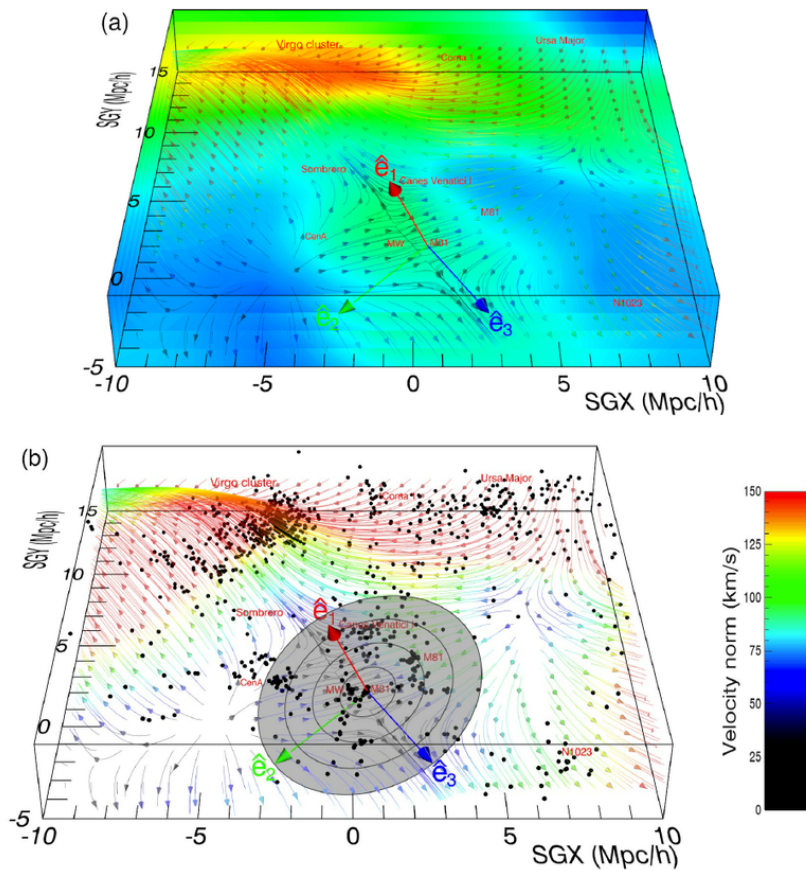 (a)
Virgo cluster
Ursa Major
Coma I
SGY (Mpc/h)
15
10
5
0
-5
ê1
Sombrero
Canes Venatici I
M81
CenA
MW
ê2
ê3
N1023
-10
-5
0
5
10
SGX (Mpc/h)
(b)
Virgo cluster
Ursa Major
Coma
SGY (Mpc/h)
15
10
5
0
-5
ê1
Sombrero
Canes Venatici I
M81
CenA
MW
ê2
ê3
N1023
-10
-5
0
5
10
SGX (Mpc/h)
150
125
100
75
50
25
0
Velocity norm (km/s)